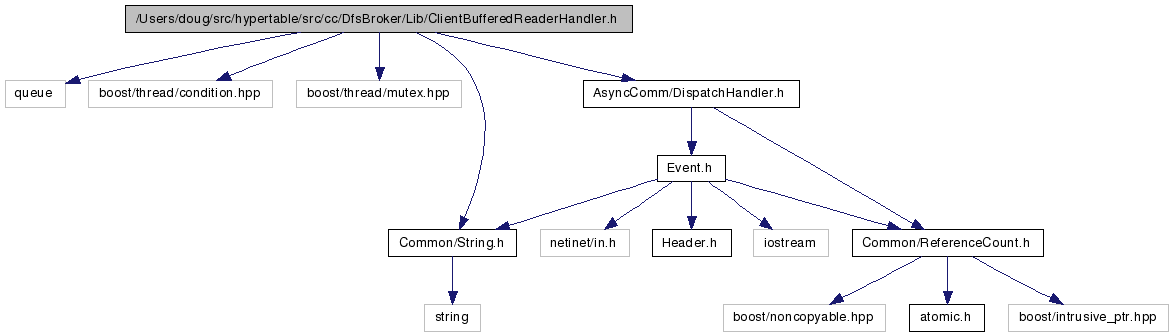 /Users/doug/src/hypertable/src/cc/DfsBroker/Lib/ClientBufferedReaderHandler.h
queue
boost/thread/condition.hpp
boost/thread/mutex.hpp
AsyncComm/DispatchHandler.h
Event.h
Common/String.h
netinet/in.h
Header.h
iostream
Common/ReferenceCount.h
string
boost/noncopyable.hpp
atomic.h
boost/intrusive_ptr.hpp